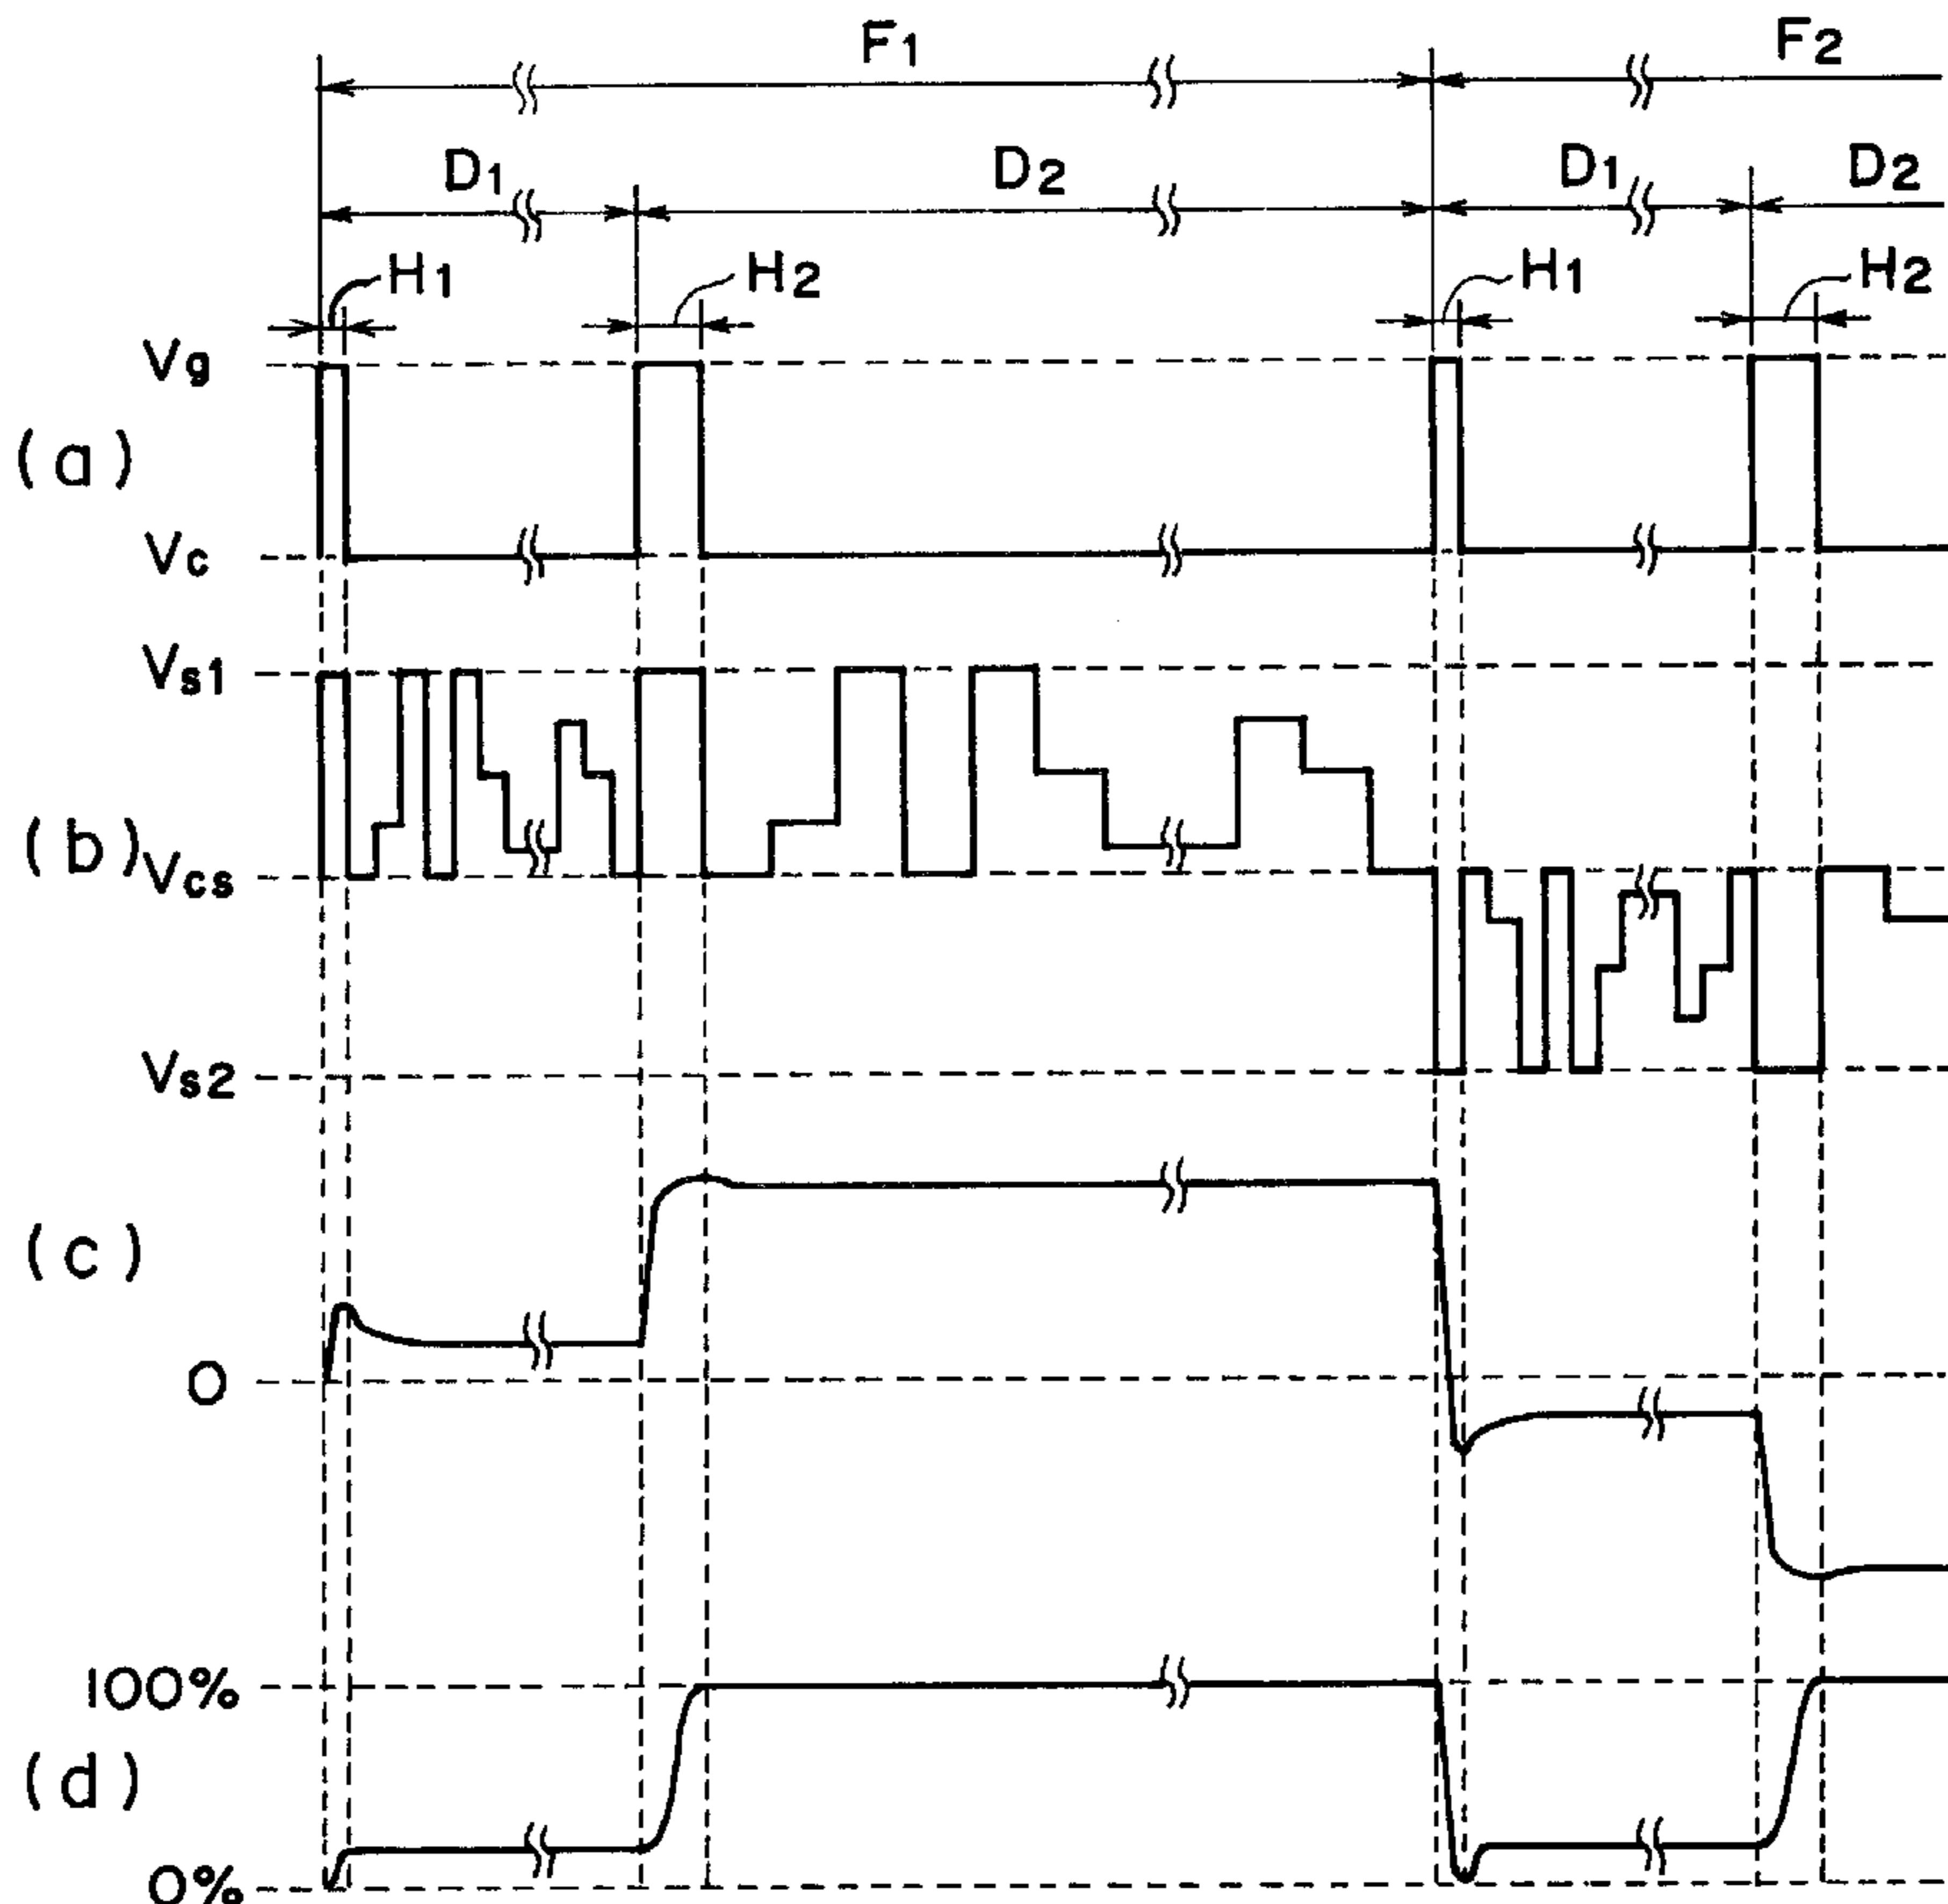 F1 F2
D1 D2 D1 D2
H1 H2 H1 H2
Vg
(a)
Vc
Vs1
(b) Vcs
Vs2
(c)
0
100%
(d)
0%